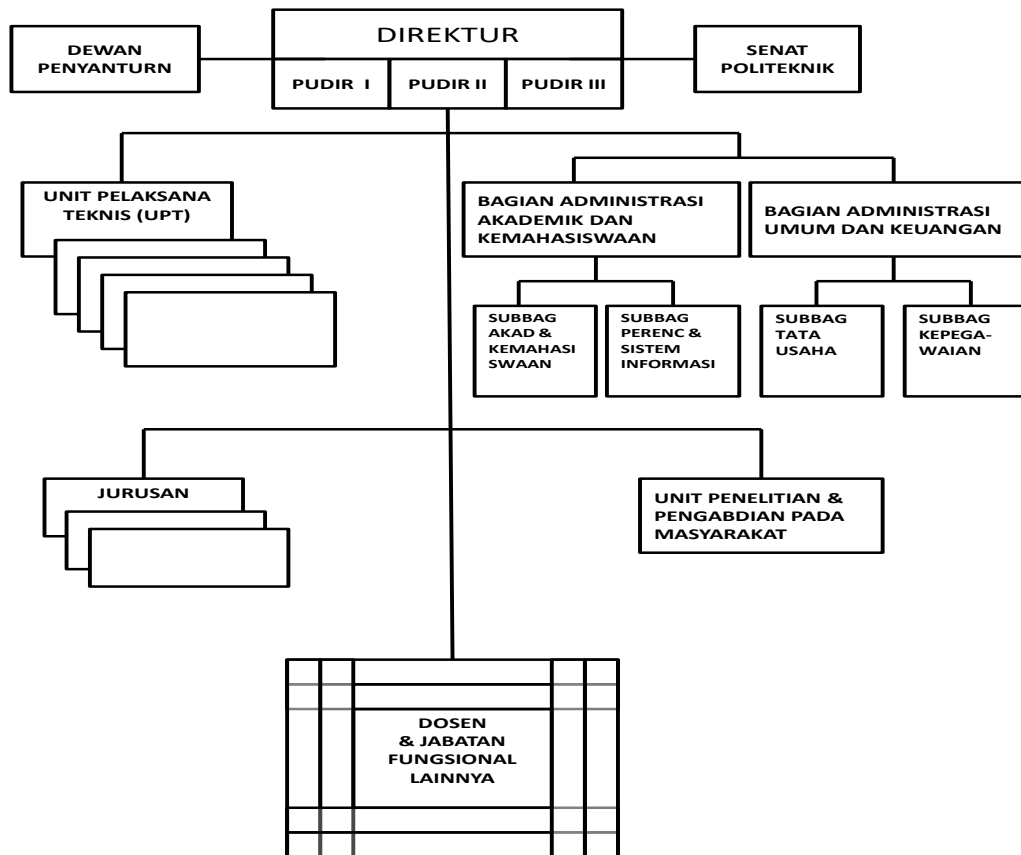 DIREKTUR
DEWAN
PENYANTURN
SENAT
POLITEKNIK
PUDIR I
PUDIR II
PUDIR III
UNIT PELAKSANA
TEKNIS (UPT)
BAGIAN ADMINISTRASI
AKADEMIK DAN
KEMAHASISWAAN
BAGIAN ADMINISTRASI
UMUM DAN KEUANGAN
SUBBAG
AKAD &
KEMAHASI
SWAAN
SUBBAG
PERENC &
SISTEM
INFORMASI
SUBBAG
TATA
USAHA
SUBBAG
KEPEGA-
WAIAN
JURUSAN
UNIT PENELITIAN &
PENGABDIAN PADA
MASYARAKAT
DOSEN
& JABATAN
FUNGSIONAL
LAINNYA